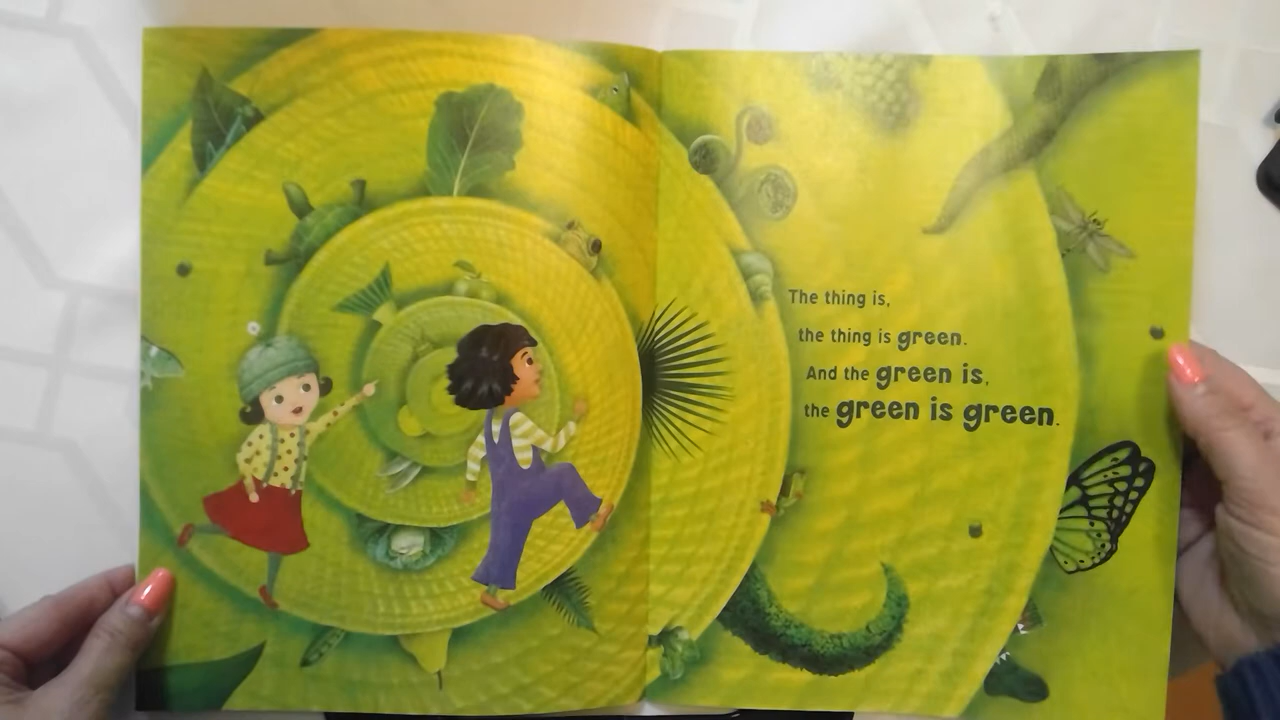 The thing is,
the thing is green.
And the green is,
the green is green.